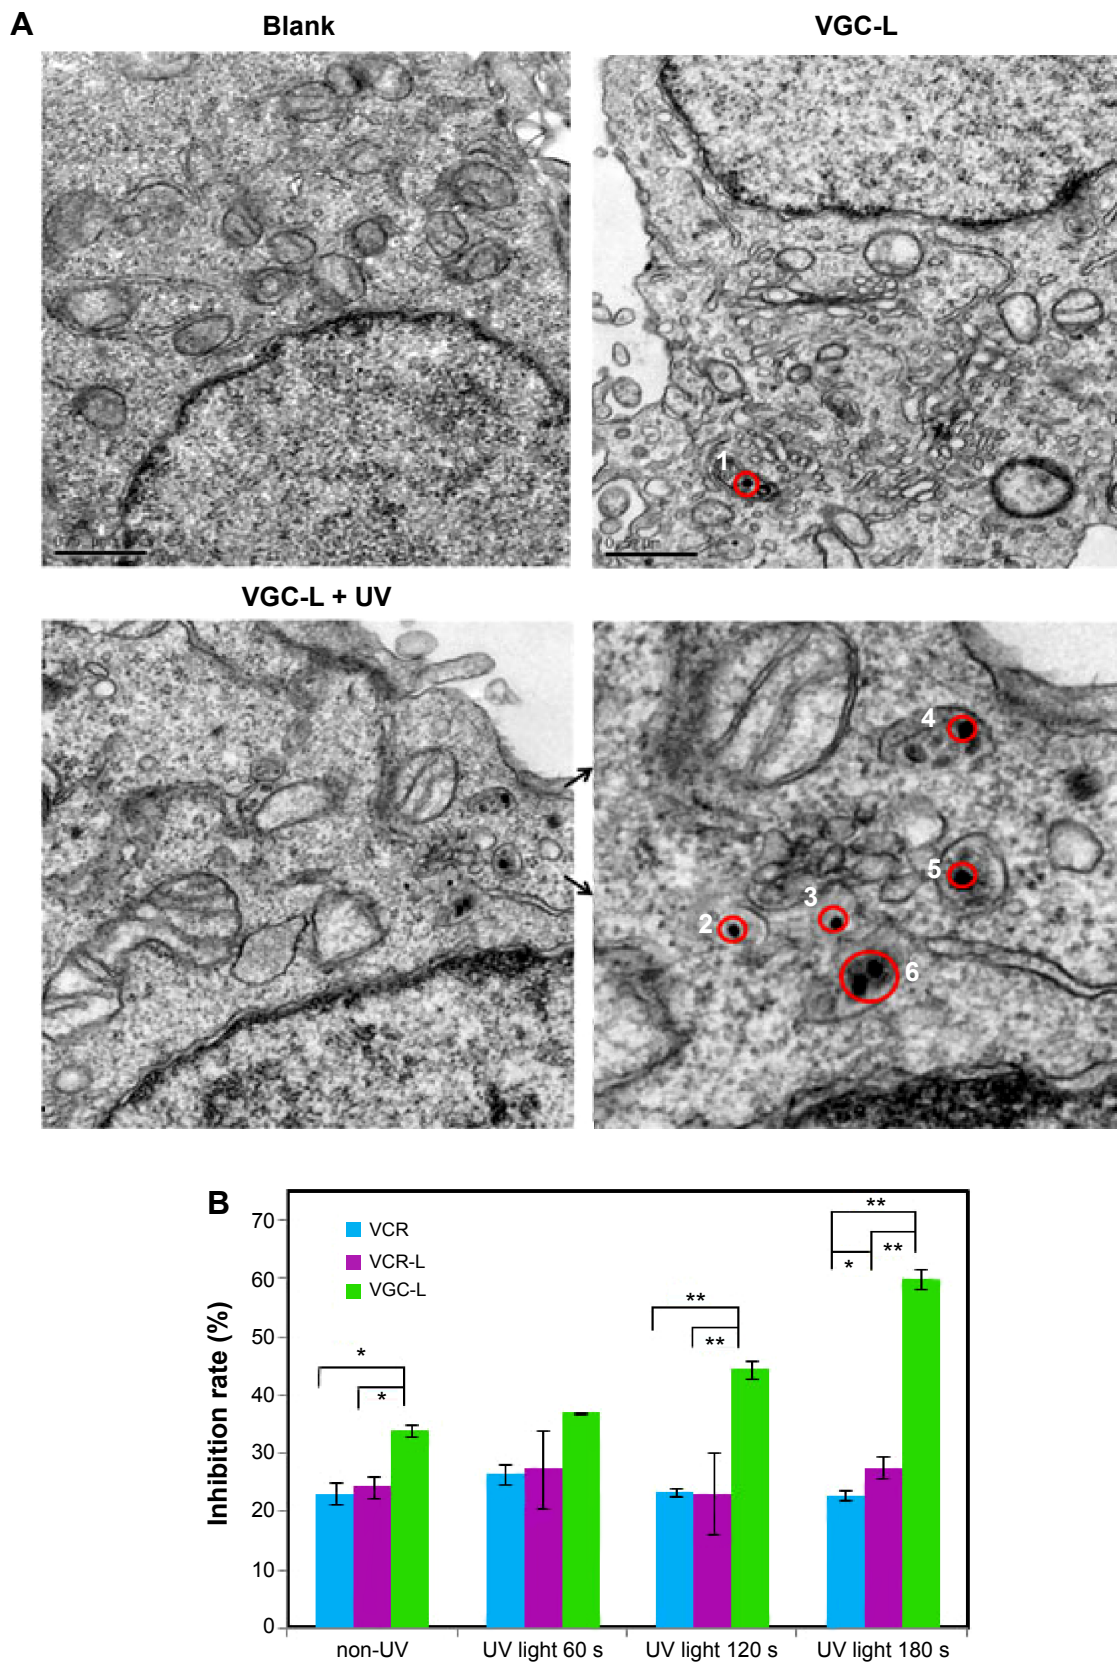 A
Blank
VGC-L
1
VGC-L + UV
4
5
3
2
6
B
VCR
VCR-L
VGC-L
Inhibition rate (%)
70
60
50
40
30
20
10
0
*
*
**
**
**
**
*
non-UV
UV light 60 s
UV light 120 s
UV light 180 s